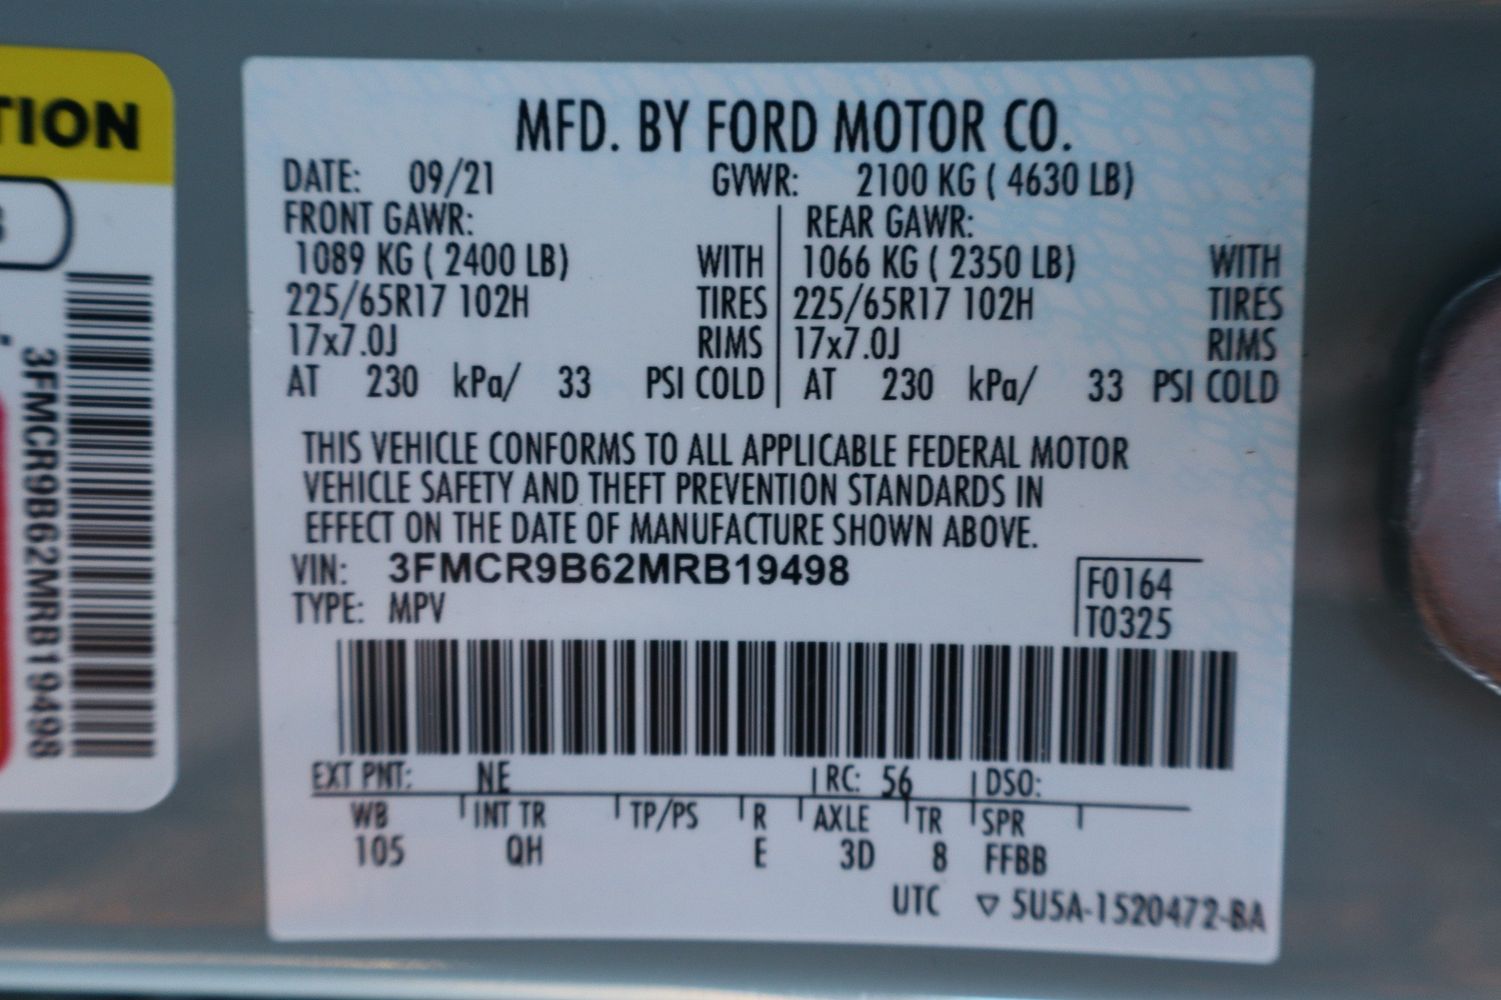 TION
3FMCR9B62MRB19498
MFD. BY FORD MOTOR CO.
DATE: 09/21 GVWR: 2100 KG ( 4630 LB)
FRONT GAWR: REAR GAWR:
1089 KG ( 2400 LB) WITH 1066 KG ( 2350 LB) WITH
225/65R17 102H TIRES 225/65R17 102H TIRES
17x7.0J RIMS 17x7.0J RIMS
AT 230 kPa/ 33 PSI COLD AT 230 kPa/ 33 PSI COLD
THIS VEHICLE CONFORMS TO ALL APPLICABLE FEDERAL MOTOR
VEHICLE SAFETY AND THEFT PREVENTION STANDARDS IN
EFFECT ON THE DATE OF MANUFACTURE SHOWN ABOVE.
VIN: 3FMCR9B62MRB19498 F0164
TYPE: MPV T0325
EXT PNT: NE RC: 56 DSO:
WB INT TR TP/PS R AXLE TR SPR
105 QH E 3D 8 FFBB
UTC ▽ 5U5A-1520472-BA